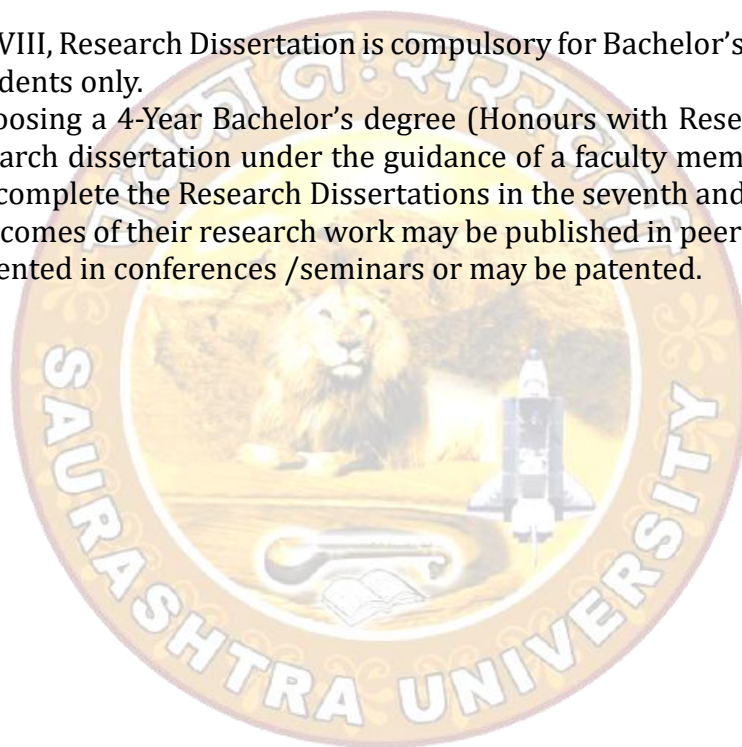 VIII, Research Dissertation is compulsory for Bachelor’s
dents only.
oosing a 4-Year Bachelor’s degree (Honours with Rese
arch dissertation under the guidance of a faculty mem
complete the Research Dissertations in the seventh and
comes of their research work may be published in peer
ented in conferences /seminars or may be patented.
SAURASHTRA UNIVERSITY